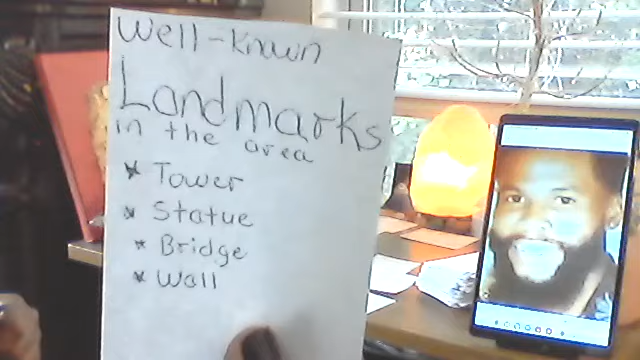 Well-Known
Landmarks
in the area
* Tower
* Statue
* Bridge
* Wall